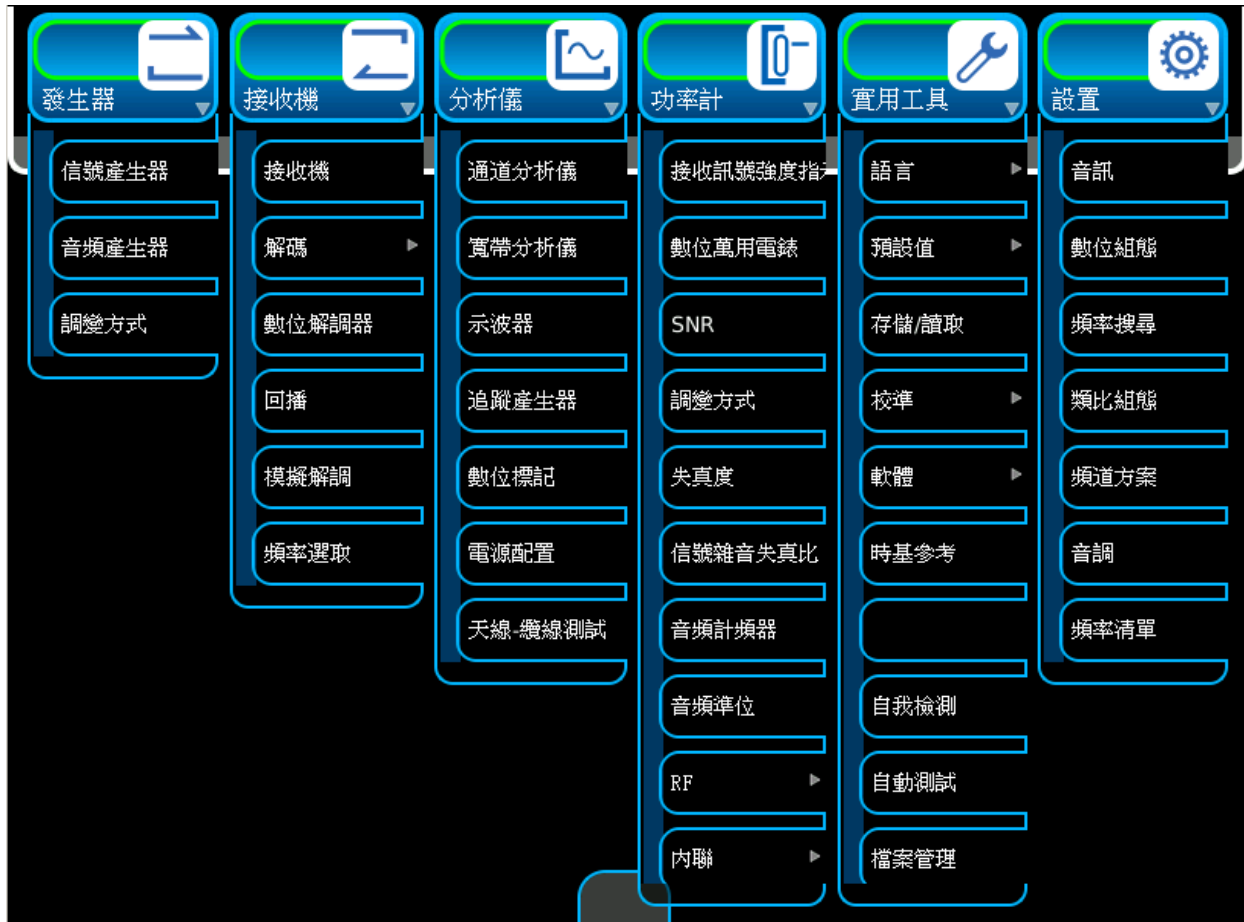 發生器
信號產生器
音頻產生器
調變方式
接收機
接收機
解碼
數位解調器
回播
模擬解調
頻率選取
分析儀
通道分析儀
寬帶分析儀
示波器
追蹤產生器
數位標記
電源配置
天線-纜線測試
功率計
接收訊號強度指
數位萬用電錶
SNR
調變方式
失真度
信號雜音失真比
音頻計頻器
音頻準位
RF
內聯
實用工具
語言
預設值
存儲/讀取
校準
軟體
時基參考
自我檢測
自動測試
檔案管理
設置
音訊
數位組態
頻率搜尋
類比組態
頻道方案
音調
頻率清單